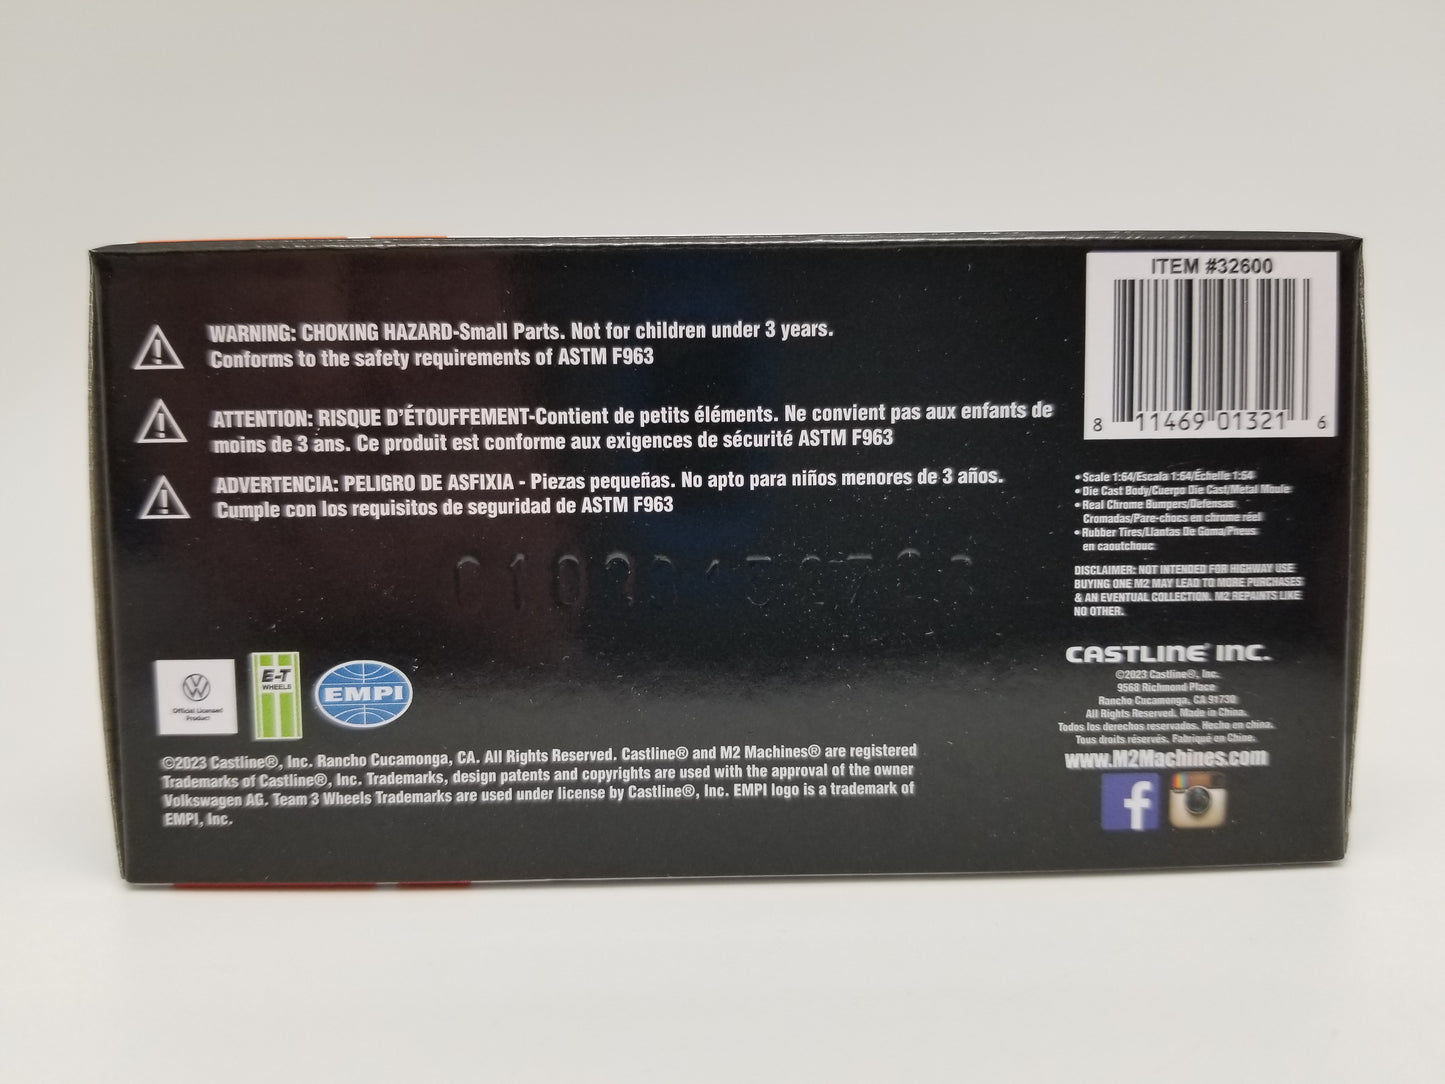 WARNING: CHOKING HAZARD-Small Parts. Not for children under 3 years.
Conforms to the safety requirements of ASTM F963
ATTENTION: RISQUE D'ÉTOUFFEMENT-Contient de petits éléments. Ne convient pas aux enfants de
moins de 3 ans. Ce produit est conforme aux exigences de sécurité ASTM F963
ADVERTENCIA: PELIGRO DE ASFIXIA - Piezas pequeñas. No apto para niños menores de 3 años.
Cumple con los requisitos de seguridad de ASTM F963
Official Licensed
Product
E-T
WHEELS
EMPI
©2023 Castline®, Inc. Rancho Cucamonga, CA. All Rights Reserved. Castline® and M2 Machines® are registered
Trademarks of Castline®, Inc. Trademarks, design patents and copyrights are used with the approval of the owner
Volkswagen AG. Team 3 Wheels Trademarks are used under license by Castline®, Inc. EMPI logo is a trademark of
EMPI, Inc.
ITEM #32600
8 11469 01321 6
• Scale 1:64/Escala 1:64/Échelle 1:64
• Die Cast Body/Cuerpo Die Cast/Metal Moule
• Real Chrome Bumpers/Defensas
Cromadas/Pare-chocs en chrome réel
• Rubber Tires/Llantas De Goma/Pneus
en caoutchouc
DISCLAIMER: NOT INTENDED FOR HIGHWAY USE
BUYING ONE M2 MAY LEAD TO MORE PURCHASES
& AN EVENTUAL COLLECTION. M2 REPAINTS LIKE
NO OTHER.
CASTLINE® INC.
©2023 Castline®, Inc.
9568 Richmond Place
Rancho Cucamonga, CA 91730
All Rights Reserved. Made in China.
Todos los derechos reservados. Hecho en china.
Tous droits réservés. Fabriqué en Chine.
www.M2Machines.com